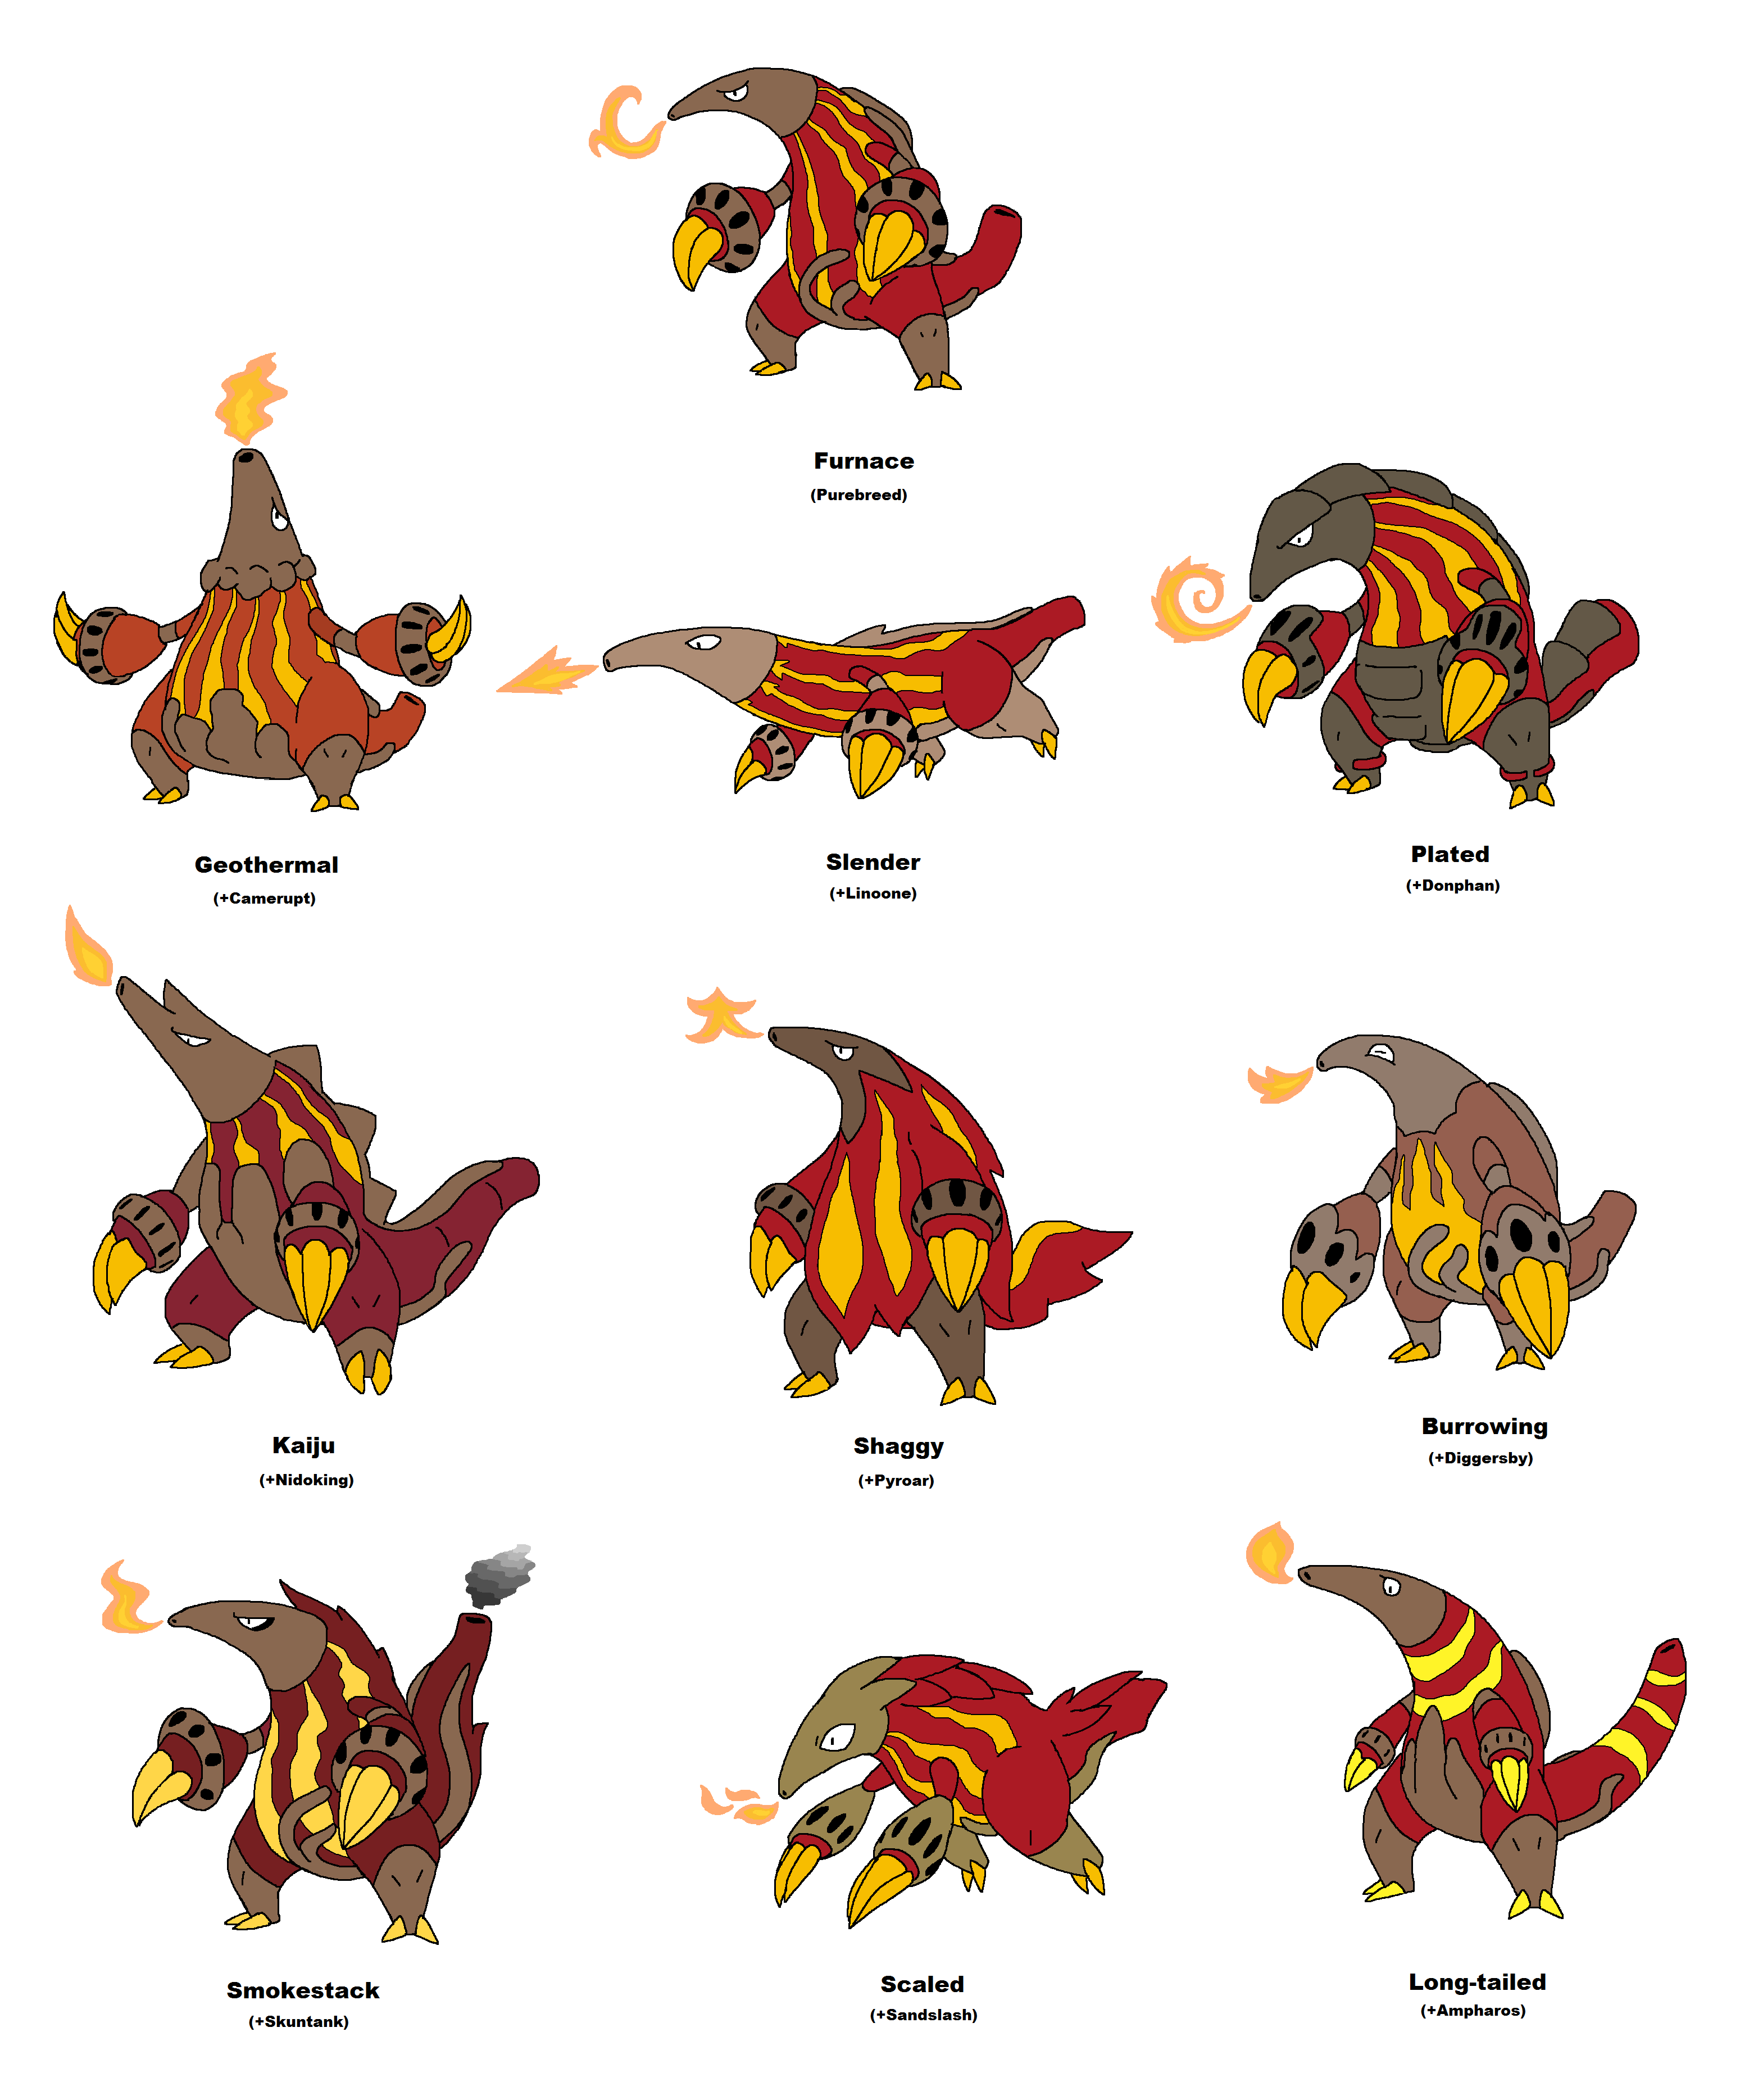 Furnace
(Purebreed)
Geothermal
(+Camerupt)
Slender
(+Linoone)
Plated
(+Donphan)
Kaiju
(+Nidoking)
Shaggy
(+Pyroar)
Burrowing
(+Diggersby)
Smokestack
(+Skuntank)
Scaled
(+Sandslash)
Long-tailed
(+Ampharos)